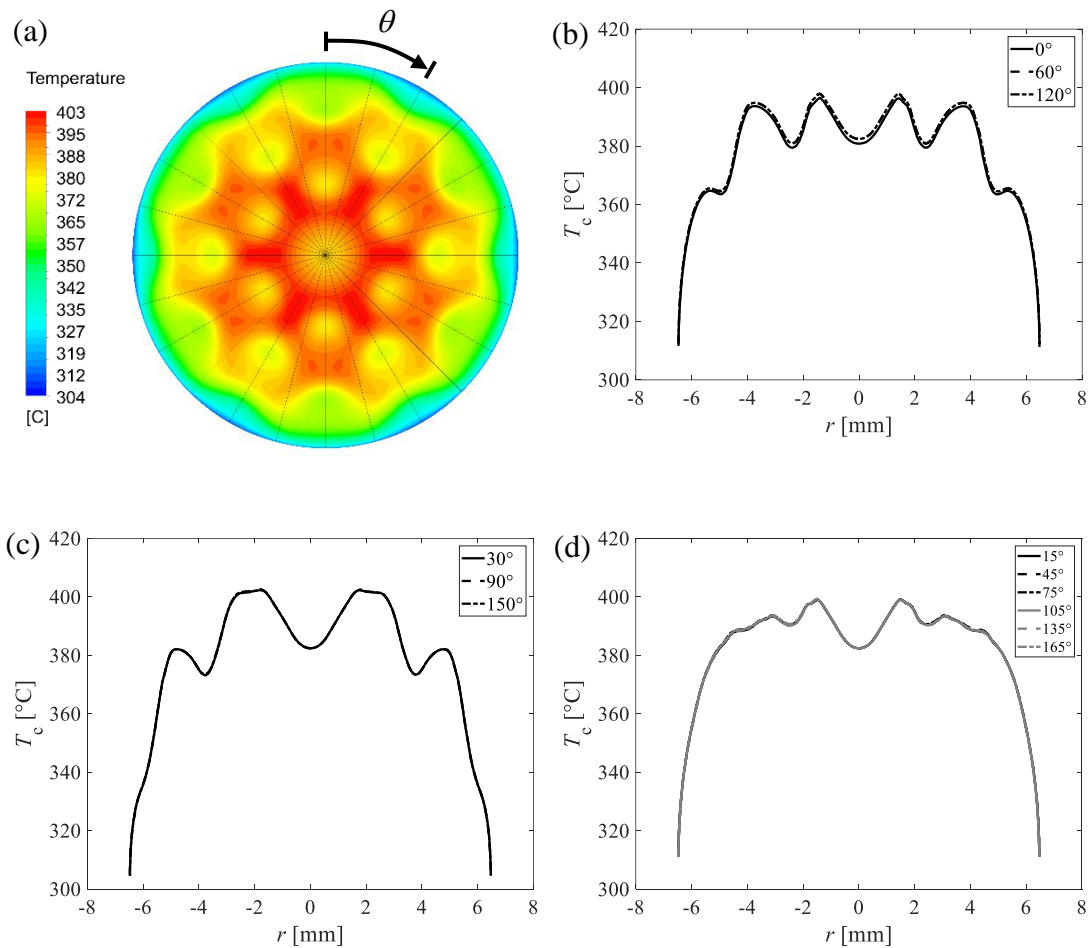 (a)
θ
Temperature
403
395
388
380
372
365
357
350
342
335
327
319
312
304
[C]
(b)
420
400
380
360
340
320
300
T_c [°C]
0°
60°
120°
-8 -6 -4 -2 0 2 4 6 8
r [mm]
(c)
420
400
380
360
340
320
300
T_c [°C]
30°
90°
150°
-8 -6 -4 -2 0 2 4 6 8
r [mm]
(d)
420
400
380
360
340
320
300
T_c [°C]
15°
45°
75°
105°
135°
165°
-8 -6 -4 -2 0 2 4 6 8
r [mm]